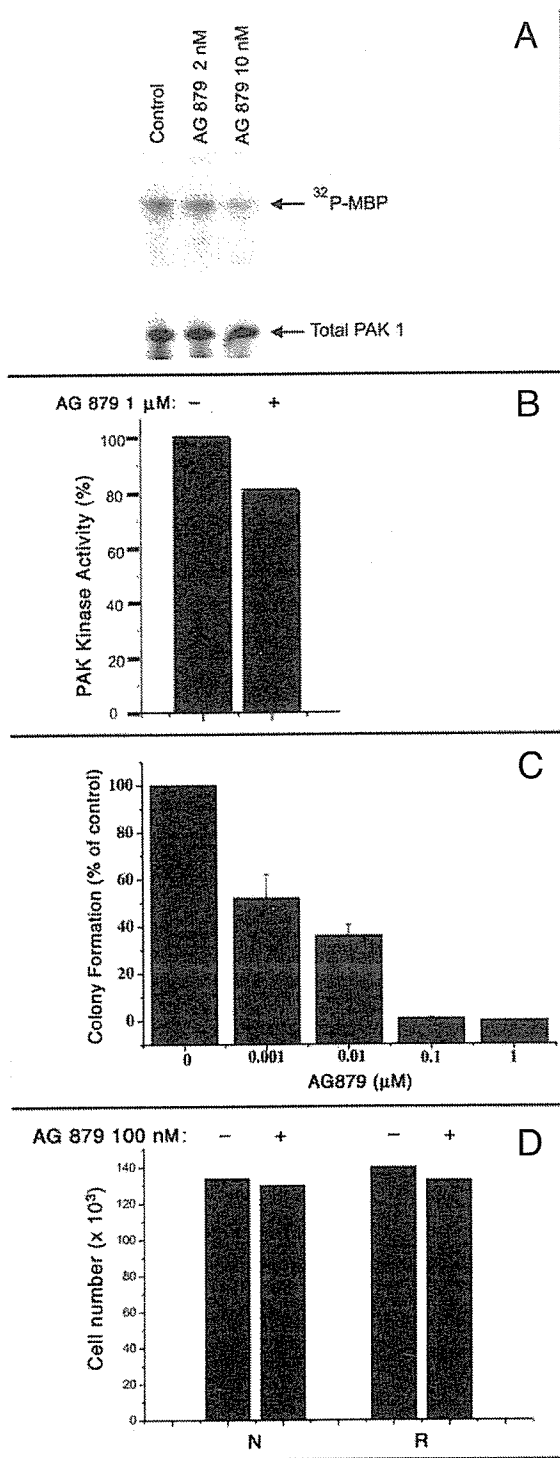 A
Control
AG 879 2 nM
AG 879 10 nM
32P-MBP
Total PAK 1
B
AG 879 1 μM: − +
PAK Kinase Activity (%)
100
80
60
40
20
0
C
Colony Formation (% of control)
100
80
60
40
20
0
0 0.001 0.01 0.1 1
AG879 (μM)
D
AG 879 100 nM: − + − +
Cell number (x 10³)
140
120
100
80
60
40
20
0
N R